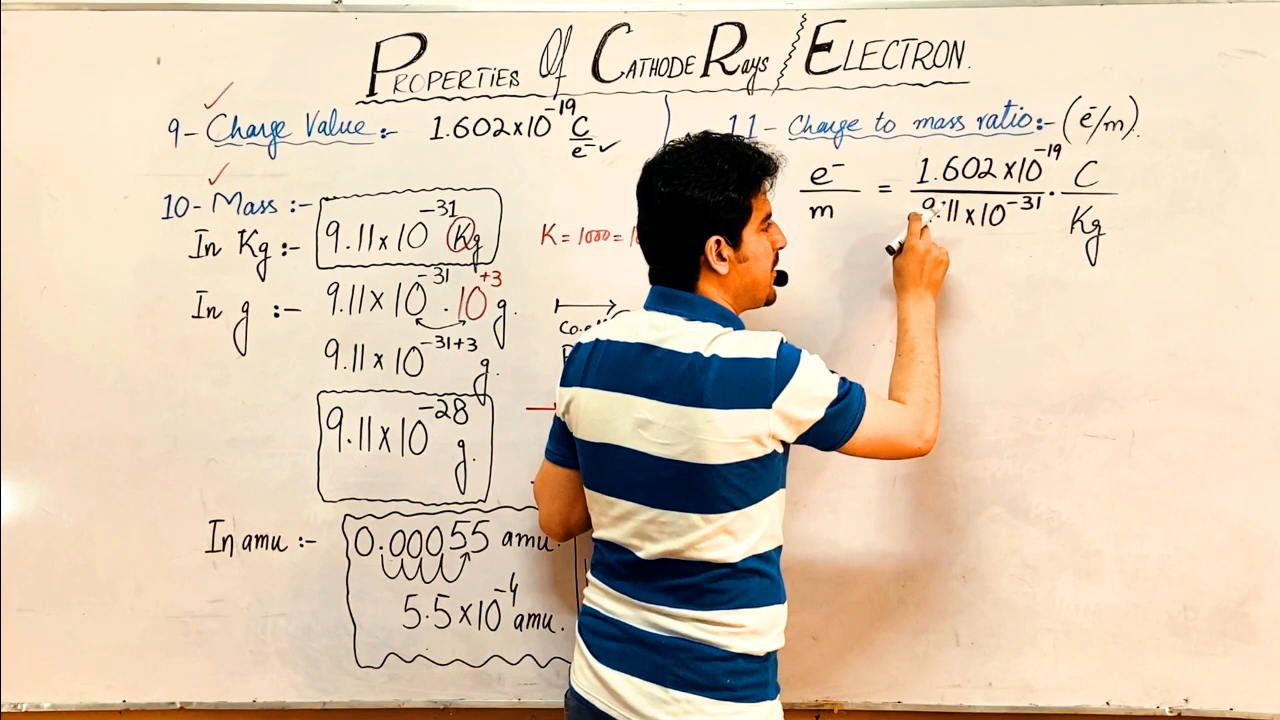 PROPERTIES Of CATHODE RAys / ELECTRON.
9- Charge Value:- 1.602x10⁻¹⁹ C/e⁻ ✓
10- Mass:-
In Kg:- 9.11x10⁻³¹ Kg
K = 1000 =
In g:- 9.11x10⁻³¹ . 10⁺³ g.
9.11x10⁻³¹⁺³ g.
9.11x10⁻²⁸ g.
In amu:- 0.00055 amu.
5.5x10⁻⁴ amu.
11- Charge to mass ratio:- (e⁻/m).
e⁻/m = 1.602x10⁻¹⁹/9.11x10⁻³¹ . C/Kg